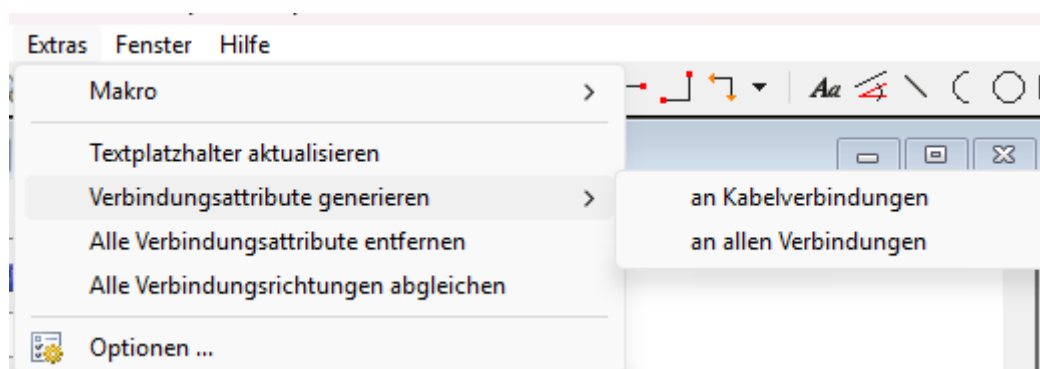 Extras Fenster Hilfe
Makro
Aa
Textplatzhalter aktualisieren
Verbindungsattribute generieren
an Kabelverbindungen
Alle Verbindungsattribute entfernen
an allen Verbindungen
Alle Verbindungsrichtungen abgleichen
Optionen ...